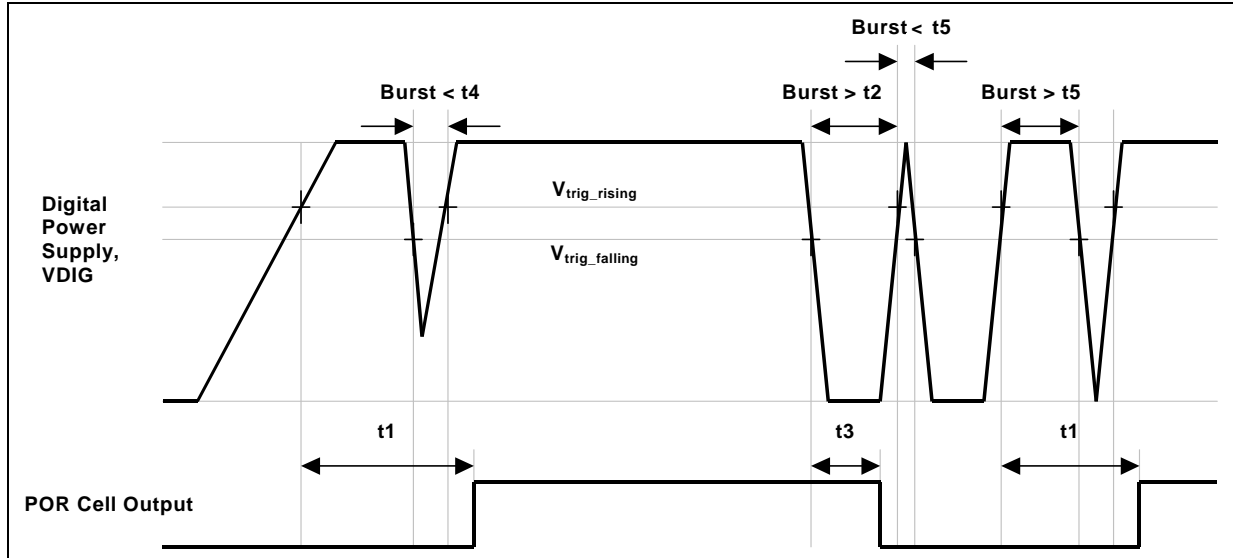 Burst < t5
Burst < t4
Burst > t2
Burst > t5
Vtrig_rising
Digital
Power
Supply,
VDIG
Vtrig_falling
t1
t3
t1
POR Cell Output